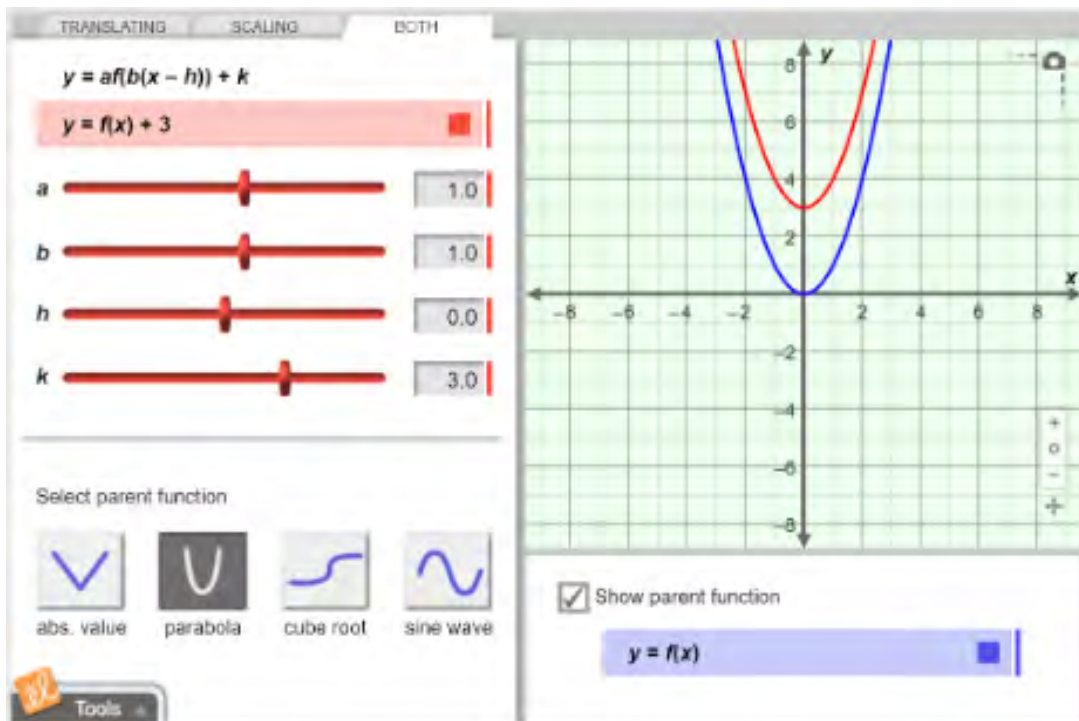 TRANSLATING SCALING BOTH
y = af(b(x – h)) + k
y = f(x) + 3
a 1.0
b 1.0
h 0.0
k 3.0
Select parent function
abs. value parabola cube root sine wave
Tools
y
8
6
4
2
x
–8 –6 –4 –2 2 4 6 8
–2
–4
–6
–8
Show parent function
y = f(x)